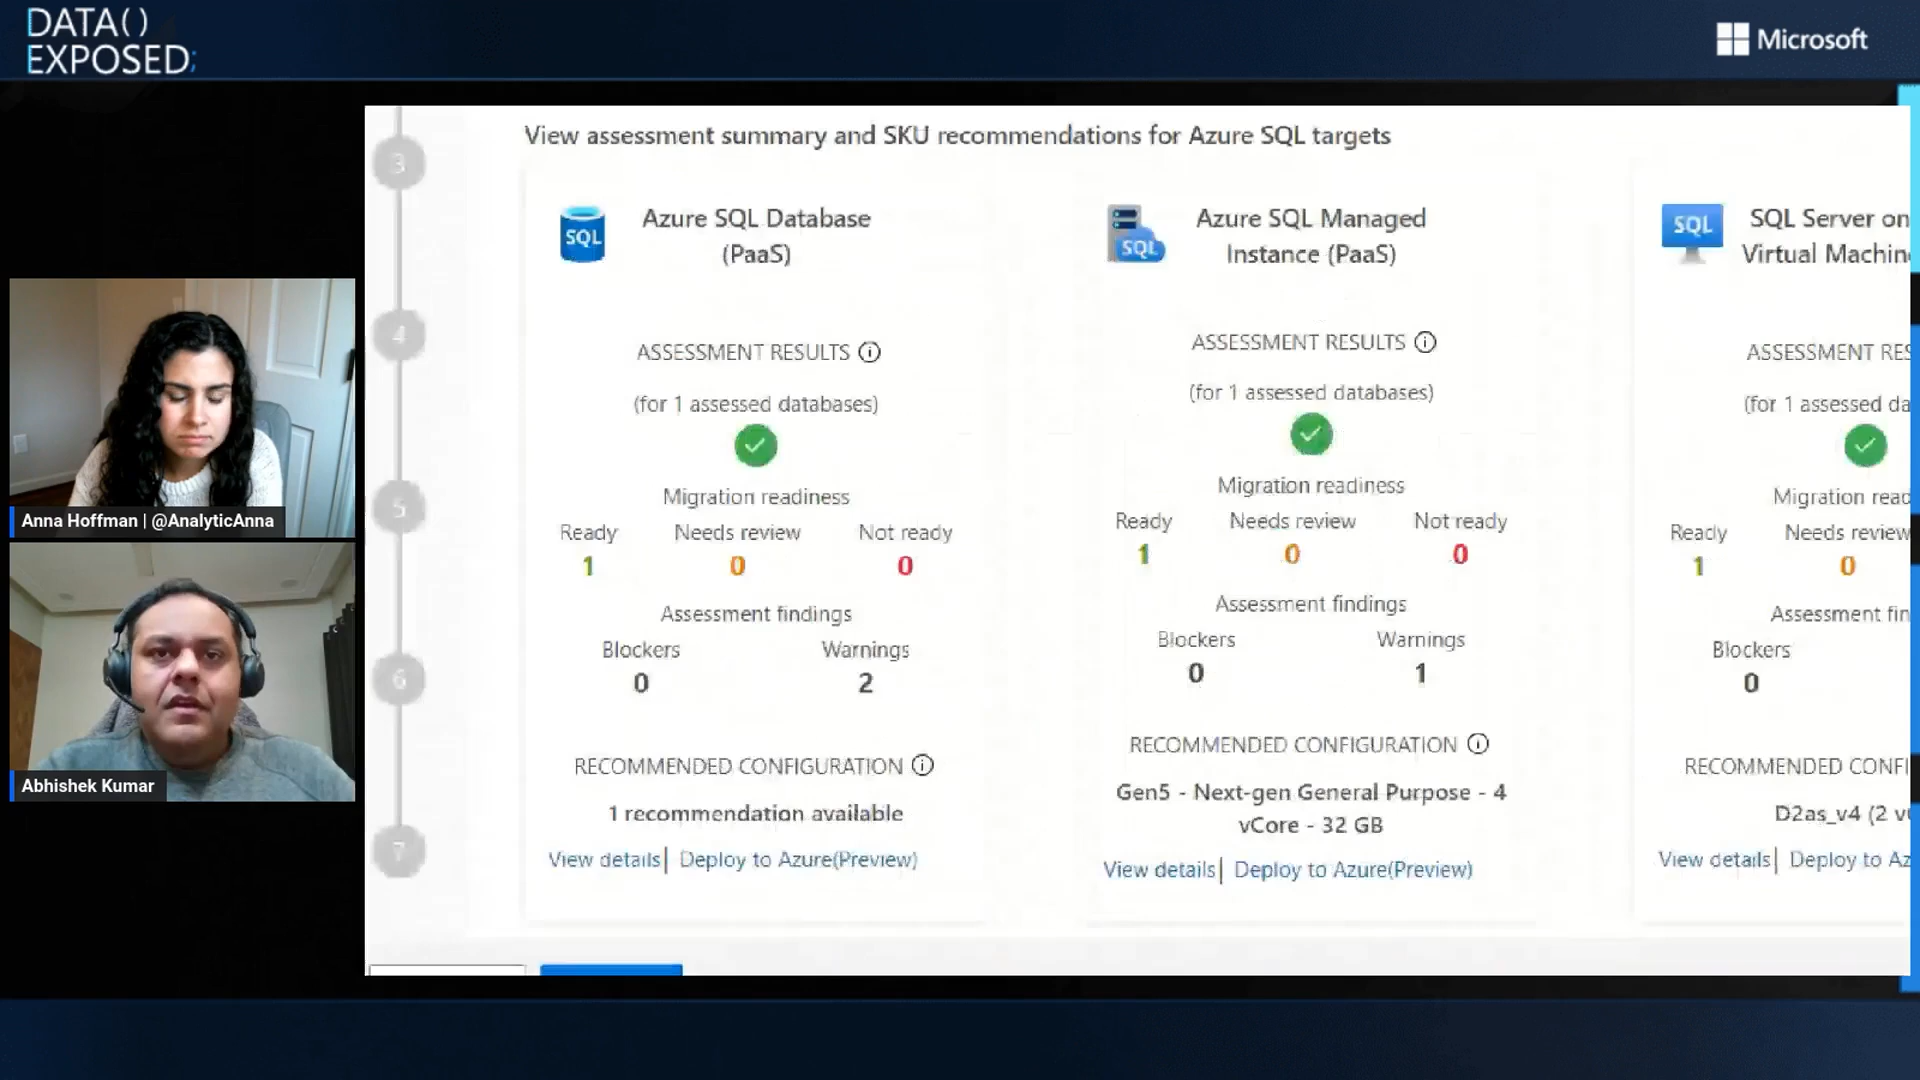 DATA()
EXPOSED;
Microsoft
View assessment summary and SKU recommendations for Azure SQL targets
3
4
5
6
7
SQL
Azure SQL Database
(PaaS)
ASSESSMENT RESULTS
(for 1 assessed databases)
Migration readiness
Ready Needs review Not ready
1 0 0
Assessment findings
Blockers Warnings
0 2
RECOMMENDED CONFIGURATION
1 recommendation available
View details| Deploy to Azure(Preview)
SQL
Azure SQL Managed
Instance (PaaS)
ASSESSMENT RESULTS
(for 1 assessed databases)
Migration readiness
Ready Needs review Not ready
1 0 0
Assessment findings
Blockers Warnings
0 1
RECOMMENDED CONFIGURATION
Gen5 - Next-gen General Purpose - 4
vCore - 32 GB
View details| Deploy to Azure(Preview)
SQL
SQL Server on
Virtual Machin
ASSESSMENT RES
(for 1 assessed da
Migration read
Ready Needs review
1 0
Assessment fin
Blockers
0
RECOMMENDED CONFI
D2as_v4 (2 v
View details| Deploy to Az
Anna Hoffman | @AnalyticAnna
Abhishek Kumar